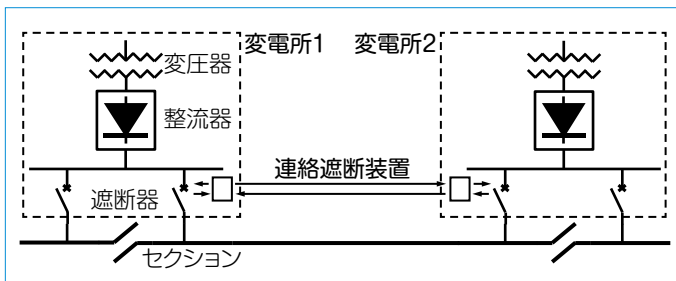 変電所1 変電所2
変圧器
整流器
連絡遮断装置
遮断器
セクション